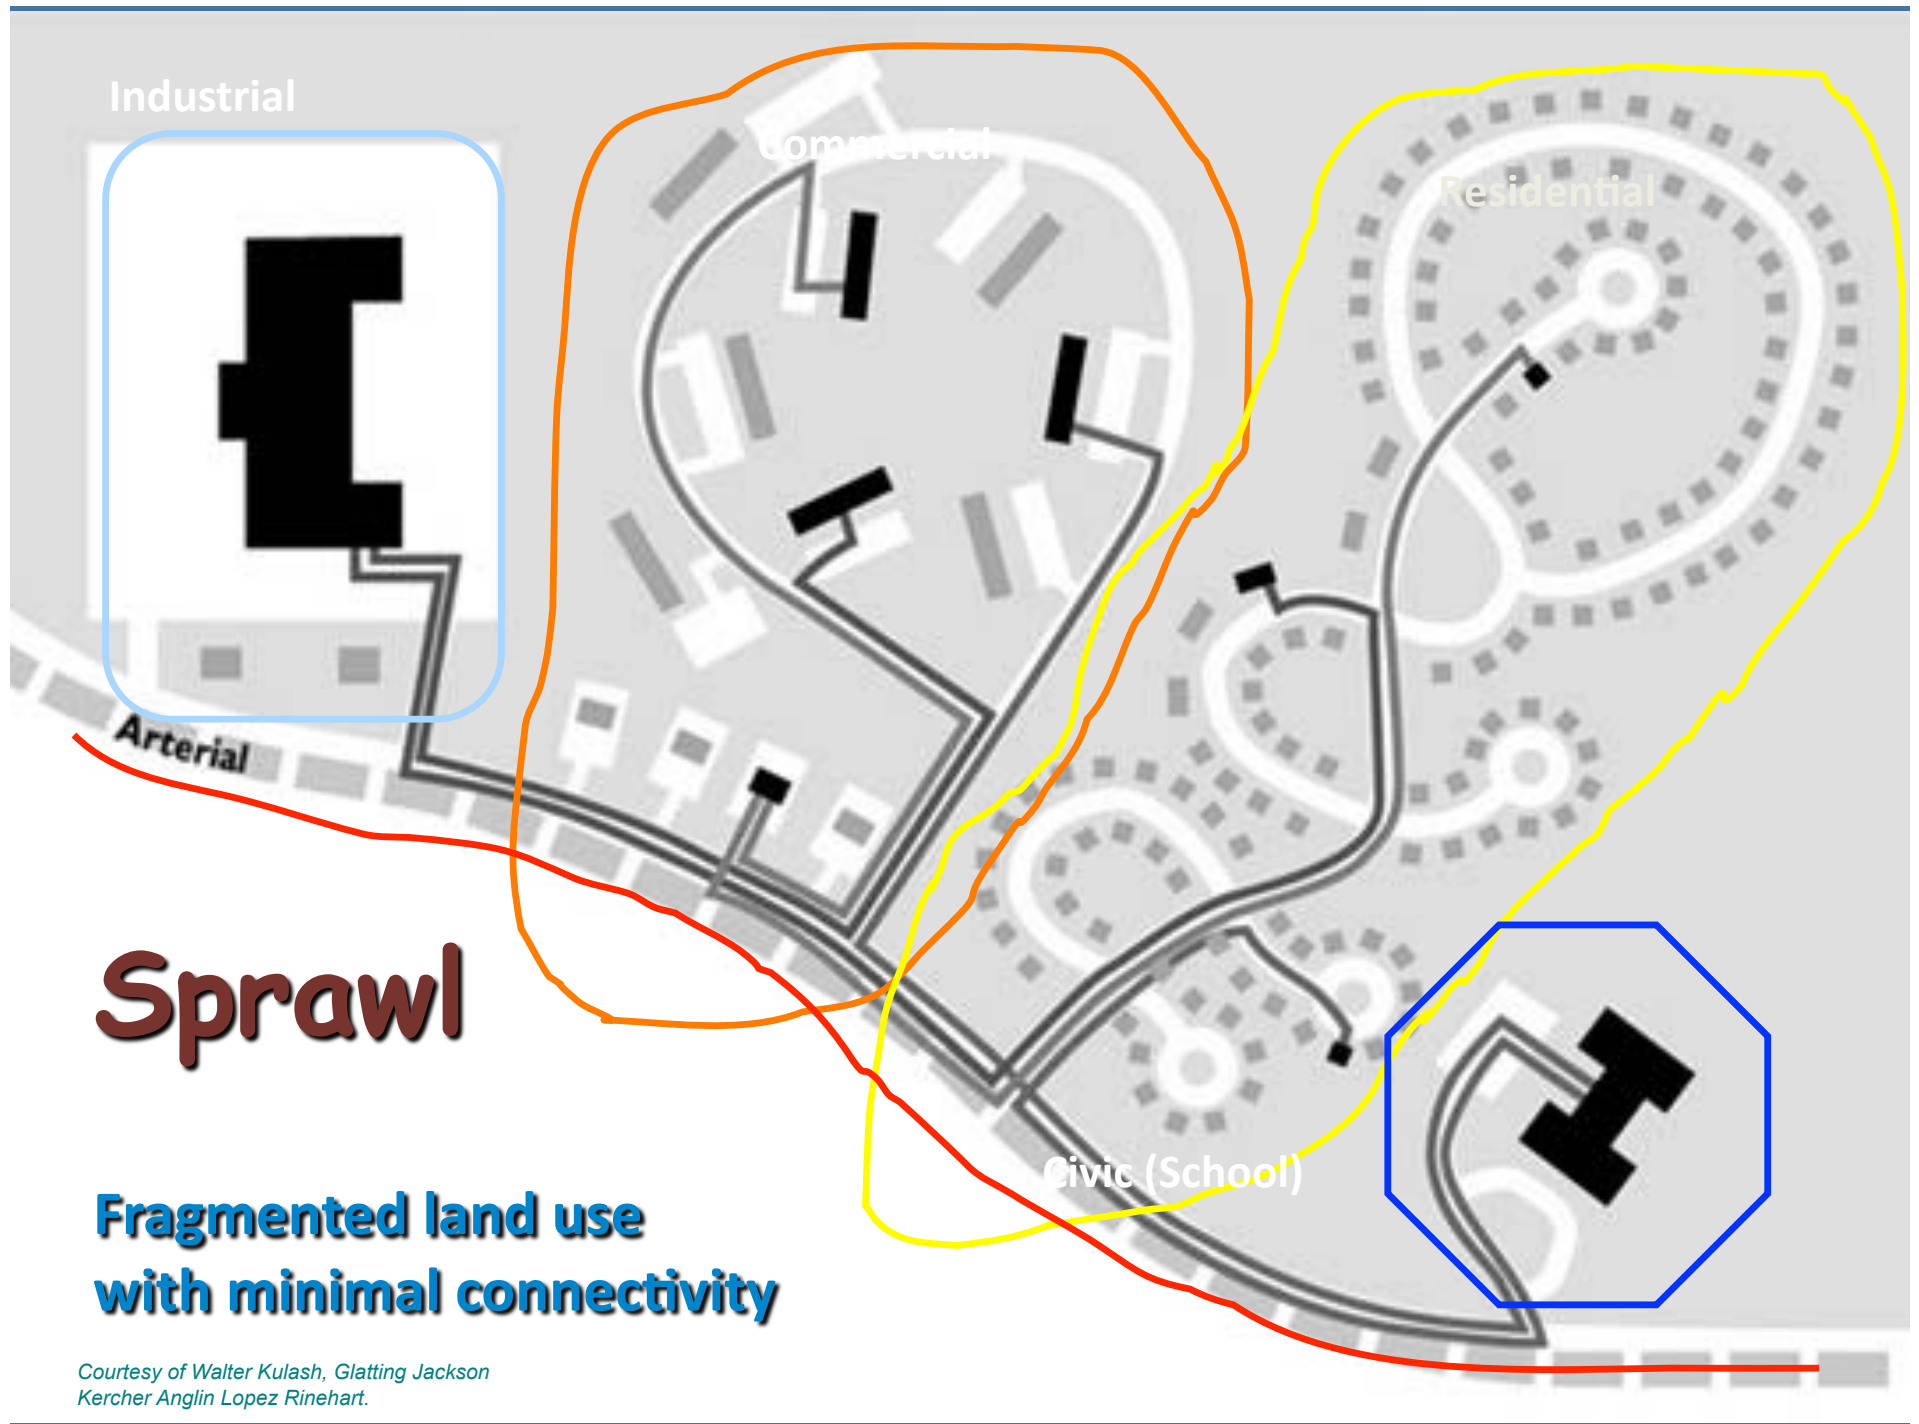 Industrial
Commercial
Residential
Arterial
Sprawl
Civic (School)
Fragmented land use
with minimal connectivity
Courtesy of Walter Kulash, Glatting Jackson
Kercher Anglin Lopez Rinehart.